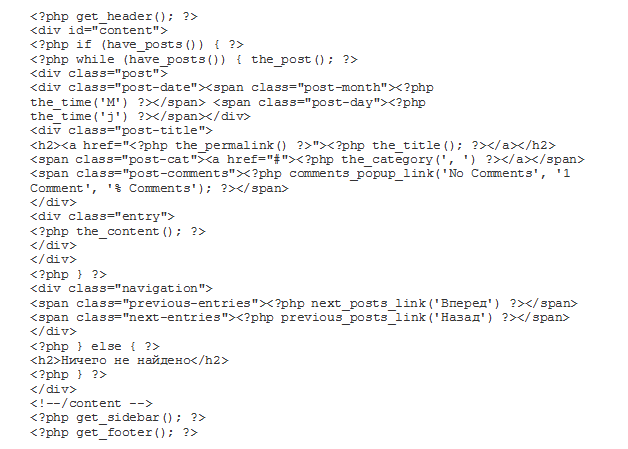 <?php get_header(); ?>
<div id="content">
<?php if (have_posts()) { ?>
<?php while (have_posts()) { the_post(); ?>
<div class="post">
<div class="post-date"><span class="post-month"><?php
the_time('M') ?></span> <span class="post-day"><?php
the_time('j') ?></span></div>
<div class="post-title">
<h2><a href="<?php the_permalink() ?>"><?php the_title(); ?></a></h2>
<span class="post-cat"><a href="#"><?php the_category(', ') ?></a></span>
<span class="post-comments"><?php comments_popup_link('No Comments', '1
Comment', '% Comments'); ?></span>
</div>
<div class="entry">
<?php the_content(); ?>
</div>
</div>
<?php } ?>
<div class="navigation">
<span class="previous-entries"><?php next_posts_link('Вперед') ?></span>
<span class="next-entries"><?php previous_posts_link('Назад') ?></span>
</div>
<?php } else { ?>
<h2>Ничего не найдено</h2>
<?php } ?>
</div>
<!--/content -->
<?php get_sidebar(); ?>
<?php get_footer(); ?>